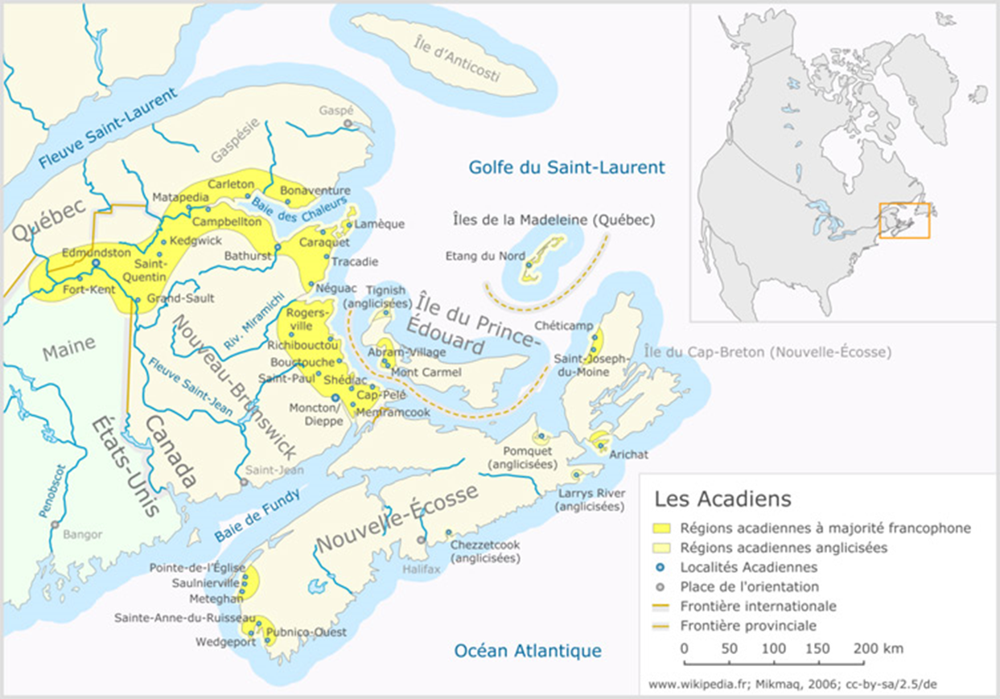 Île d'Anticosti
Fleuve Saint-Laurent
Gaspé
Gaspésie
Golfe du Saint-Laurent
Carleton
Bonaventure
Matapedia
Baie des Chaleurs
Québec
Campbellton
Lamèque
Îles de la Madeleine (Québec)
Kedgwick
Caraquet
Edmundston
Bathurst
Etang du Nord
Saint-
Quentin
Tracadie
Fort-Kent
Grand-Sault
Néguac
Tignish
(anglicisées)
Île du Prince-
Édouard
Riv. Miramichi
Rogers-
ville
Chéticamp
Maine
Richibouctou
Abram-Village
Saint-Joseph-
du-Moine
Île du Cap-Breton (Nouvelle-Écosse)
Nouveau-Brunswick
Bouctouche
Mont Carmel
Fleuve Saint-Jean
Saint-Paul
Shédiac
Cap-Pelé
Moncton/
Dieppe
Memramcook
États-Unis
Canada
Pomquet
(anglicisées)
Arichat
Saint-Jean
Penobscot
Larrys River
(anglicisées)
Baie de Fundy
Nouvelle-Écosse
Bangor
Chezzetcook
(anglicisées)
Halifax
Pointe-de-l'Église
Saulnierville
Meteghan
Sainte-Anne-du-Ruisseau
Pubnico-Ouest
Wedgeport
Océan Atlantique
Les Acadiens
Régions acadiennes à majorité francophone
Régions acadiennes anglicisées
Localités Acadiennes
Place de l'orientation
Frontière internationale
Frontière provinciale
0 50 100 150 200 km
www.wikipedia.fr; Mikmaq, 2006; cc-by-sa/2.5/de